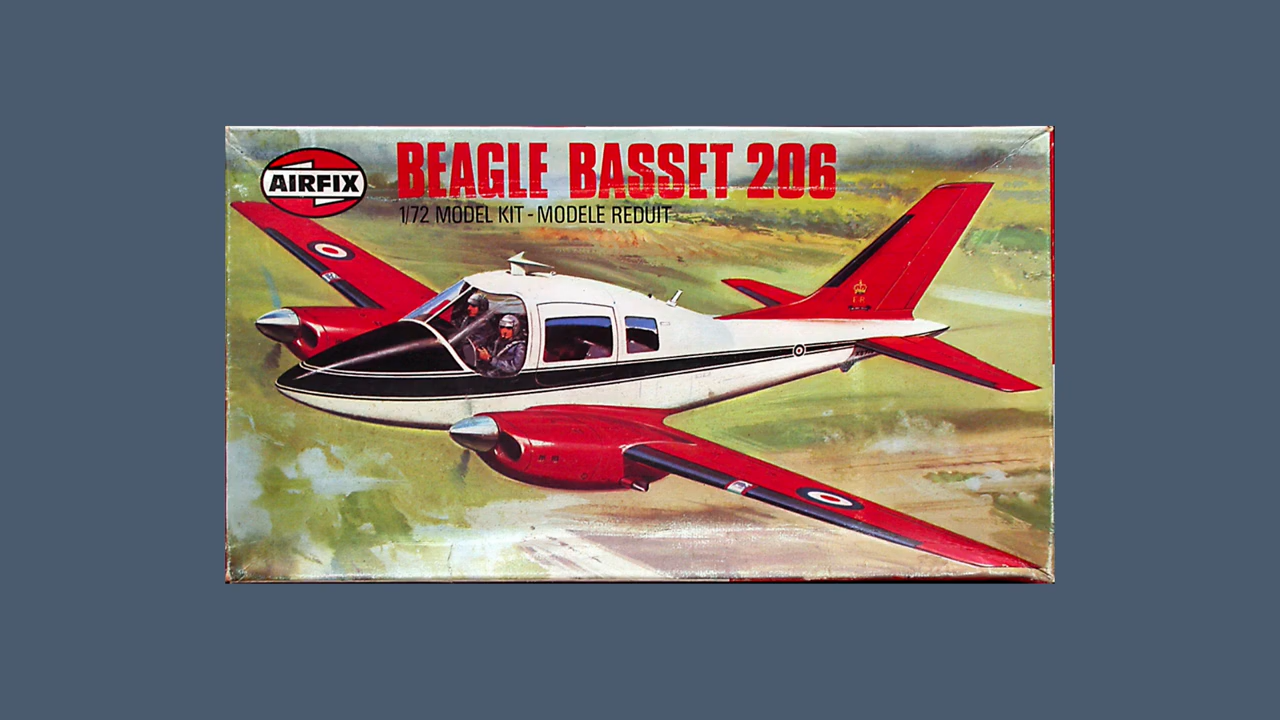 AIRFIX
BEAGLE BASSET 206
1/72 MODEL KIT - MODELE REDUIT
E R